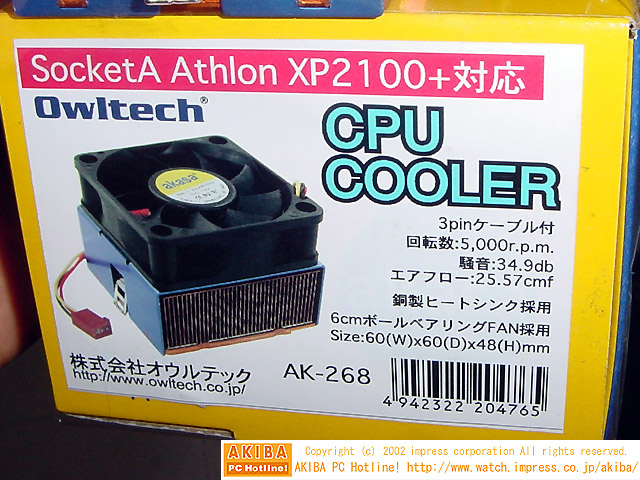 SocketA Athlon XP2100+対応
Owltech®
CPU
COOLER
akasa
3pinケーブル付
回転数:5,000r.p.m.
騒音:34.9db
エアフロー:25.57cmf
銅製ヒートシンク採用
6cmボールベアリングFAN採用
Size:60(W)x60(D)x48(H)mm
株式会社オウルテック
http://www.owltech.co.jp/
AK-268
4 942322 204765
AKIBA
PC Hotline!
Copyright (c) 2002 impress corporation All rights reserved.
AKIBA PC Hotline! http://www.watch.impress.co.jp/akiba/